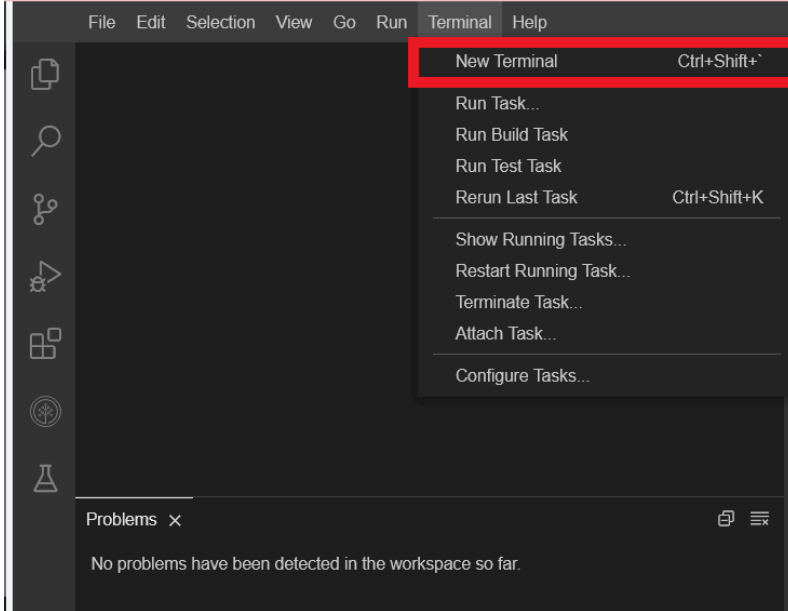 File Edit Selection View Go Run Terminal Help
New Terminal Ctrl+Shift+`
Run Task...
Run Build Task
Run Test Task
Rerun Last Task Ctrl+Shift+K
Show Running Tasks...
Restart Running Task...
Terminate Task...
Attach Task...
Configure Tasks...
Problems
No problems have been detected in the workspace so far.